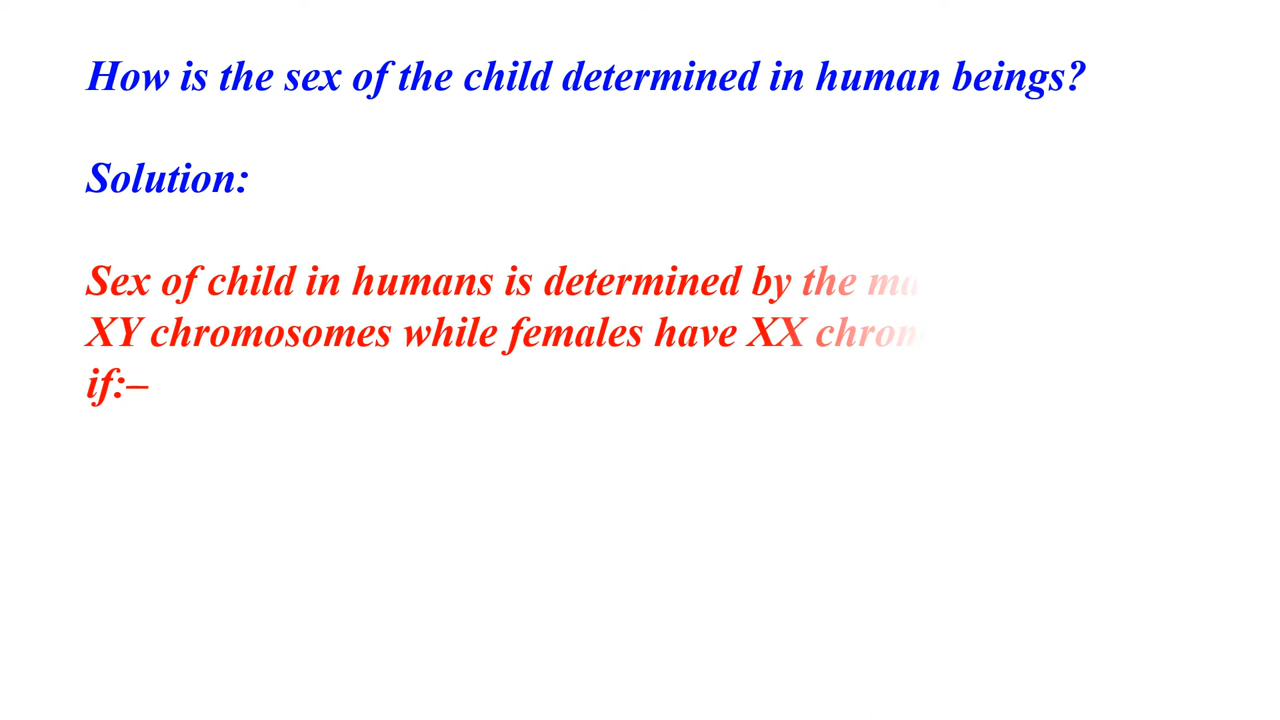 How is the sex of the child determined in human beings?
Solution:
Sex of child in humans is determined by the
XY chromosomes while females have XX
if:–